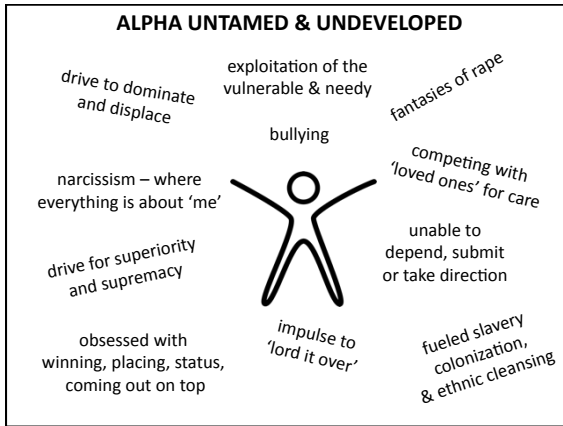 ALPHA UNTAMED & UNDEVELOPED
drive to dominate
and displace
exploitation of the
vulnerable & needy
fantasies of rape
bullying
narcissism – where
everything is about ‘me’
competing with
‘loved ones’ for care
drive for superiority
and supremacy
unable to
depend, submit
or take direction
obsessed with
winning, placing, status,
coming out on top
impulse to
‘lord it over’
fueled slavery
colonization,
& ethnic cleansing